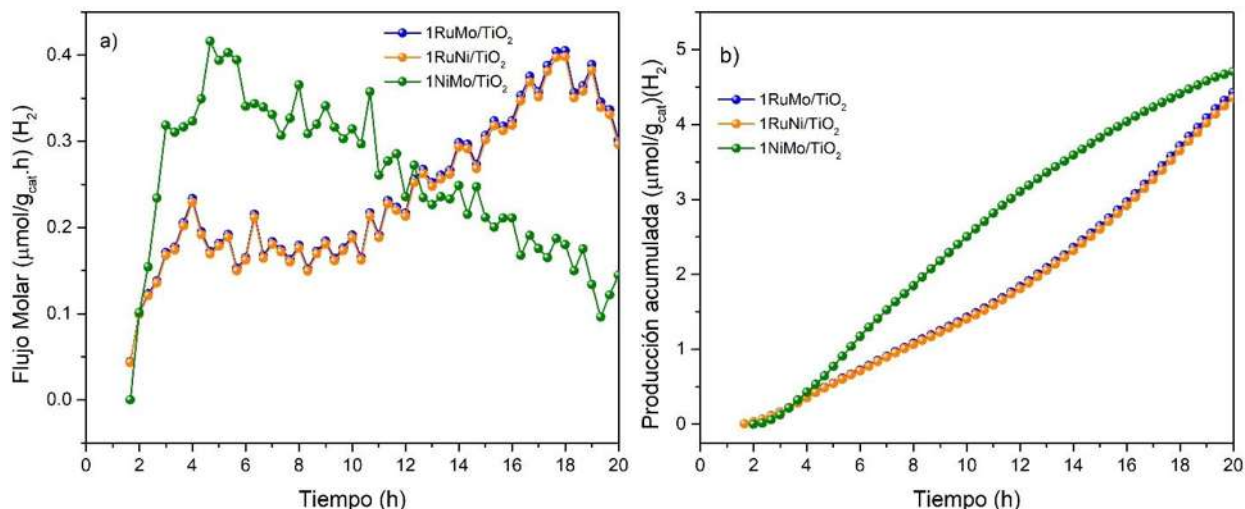 a)
1RuMo/TiO₂
1RuNi/TiO₂
1NiMo/TiO₂
Flujo Molar (μmol/g_cat.h) (H₂)
0.4
0.3
0.2
0.1
0.0
0 2 4 6 8 10 12 14 16 18 20
Tiempo (h)
b)
1RuMo/TiO₂
1RuNi/TiO₂
1NiMo/TiO₂
Producción acumulada (μmol/g_cat)(H₂)
5
4
3
2
1
0
0 2 4 6 8 10 12 14 16 18 20
Tiempo (h)